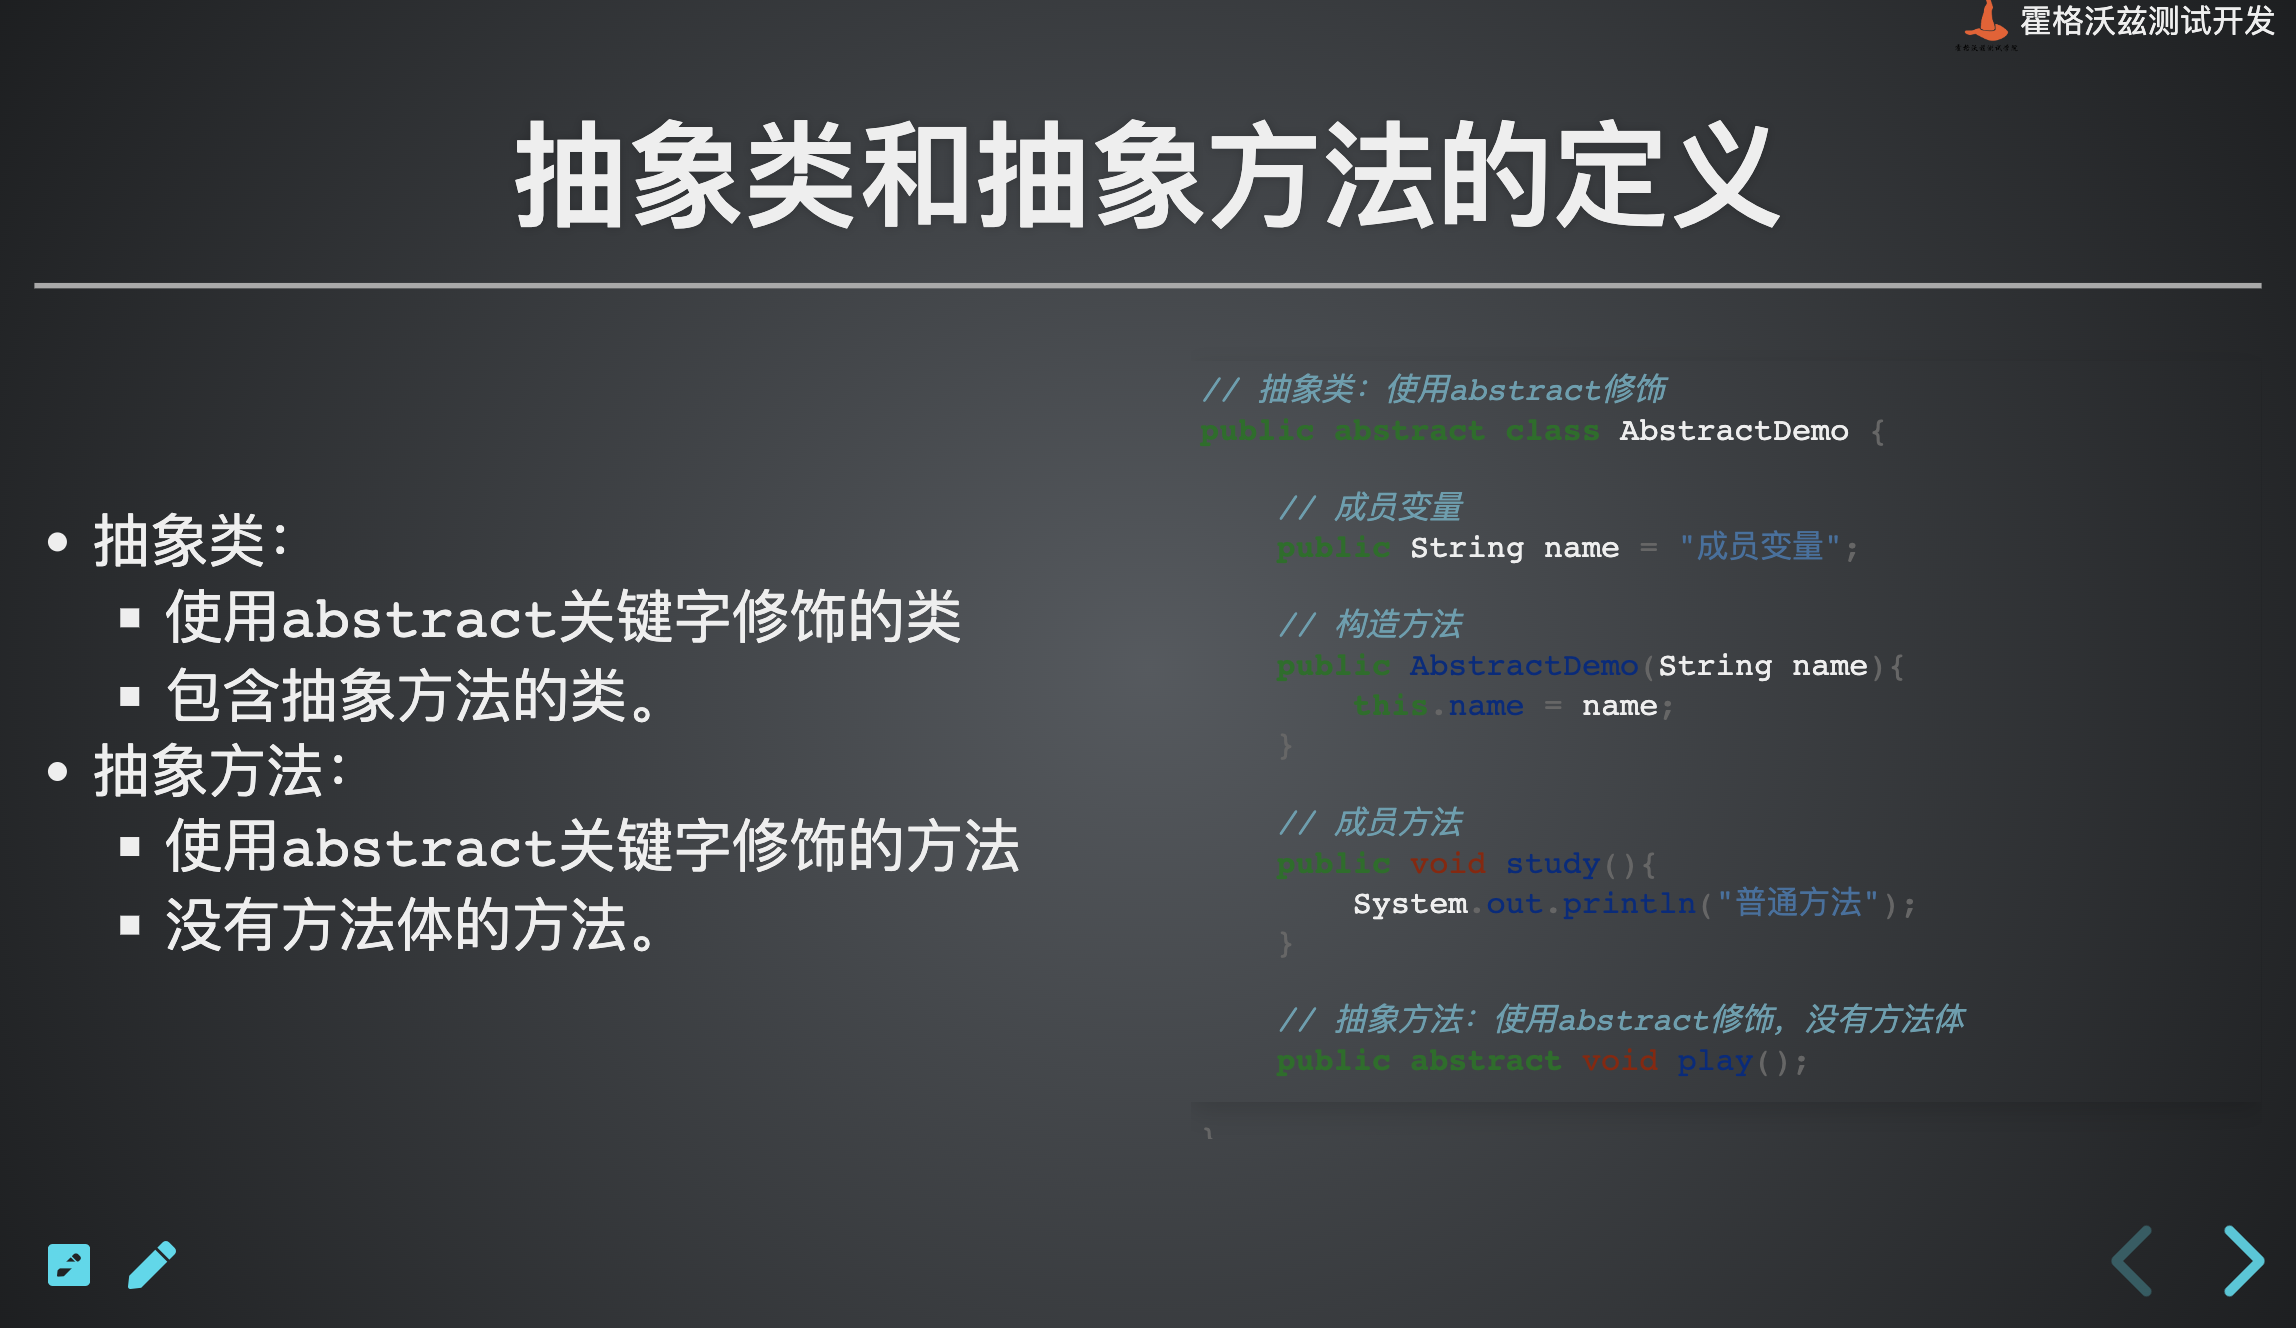 霍格沃兹测试开发
抽象类和抽象方法的定义
抽象类：
使用abstract关键字修饰的类
包含抽象方法的类。
抽象方法：
使用abstract关键字修饰的方法
没有方法体的方法。
// 抽象类：使用abstract修饰
public abstract class AbstractDemo {
// 成员变量
public String name = "成员变量";
// 构造方法
public AbstractDemo(String name){
this.name = name;
}
// 成员方法
public void study(){
System.out.println("普通方法");
}
// 抽象方法：使用abstract修饰，没有方法体
public abstract void play();
}